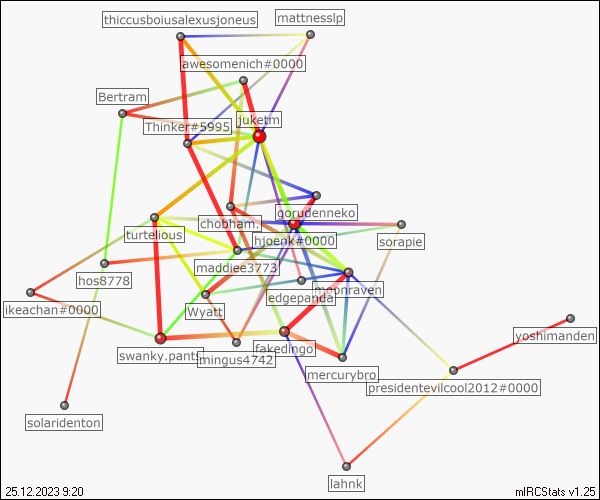 thiccusboiusalexusjoneus
mattnesslp
awesomenich#0000
Bertram
juketm
Thinker#5995
gorudenneko
chobham.
turtelious
hjoenk#0000
sorapie
maddiee3773
hos8778
moonraven
edgepanda
ikeachan#0000
Wyatt
yoshimanden
swanky.pants
fakedingo
mingus4742
mercurybro
presidentevilcool2012#0000
solaridenton
lahnk
25.12.2023 9:20
mIRCStats v1.25